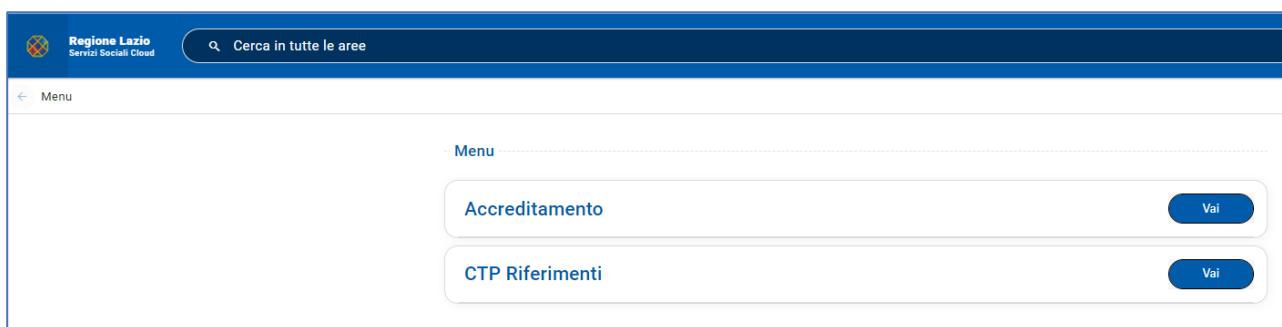 Regione Lazio
Servizi Sociali Cloud
Cerca in tutte le aree
Menu
Menu
Accreditamento
Vai
CTP Riferimenti
Vai